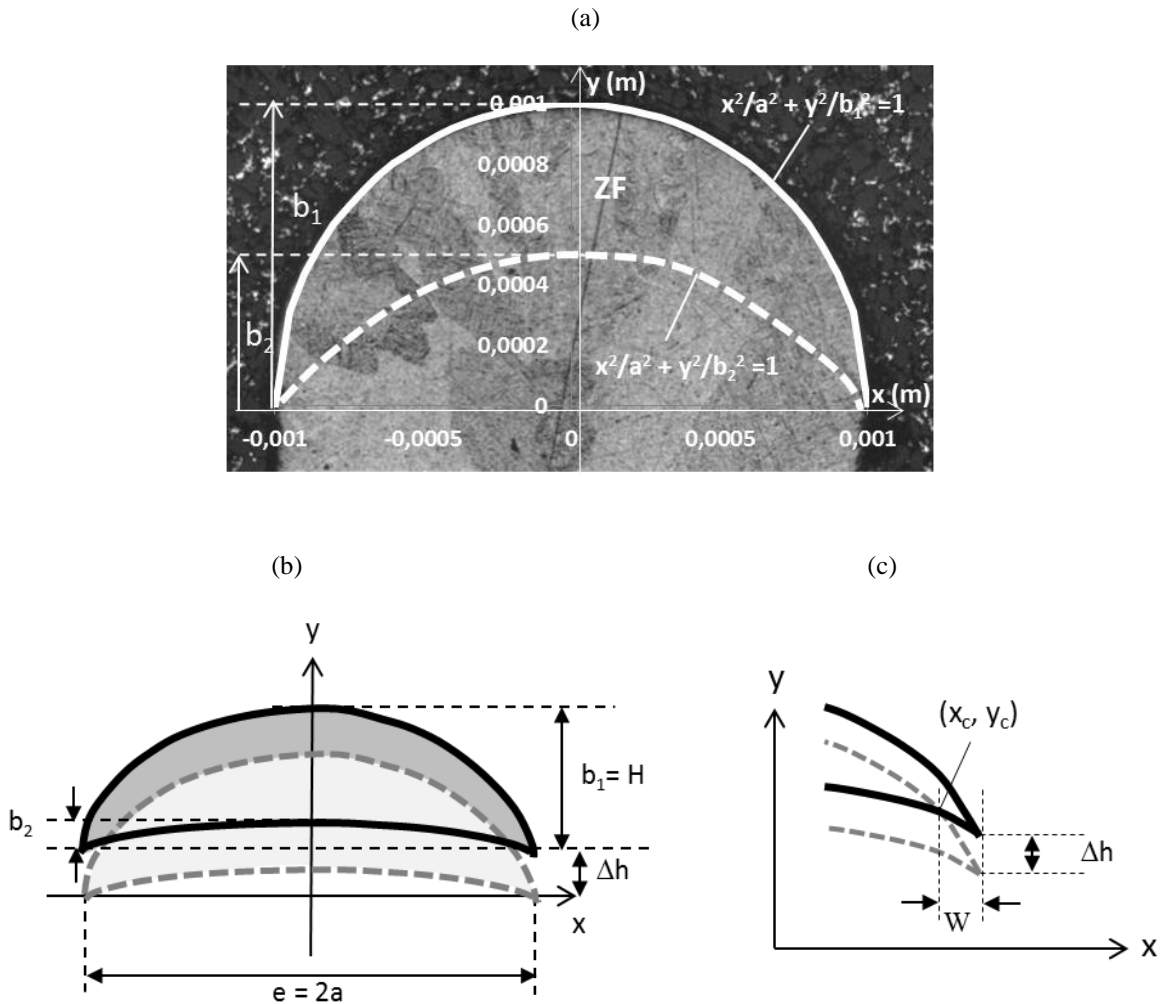 (a)
y (m)
0,001
x²/a² + y²/b₁² =1
0,0008
ZF
b₁
0,0006
0,0004
b₂
0,0002
x²/a² + y²/b₂² =1
x (m)
0
-0,001
-0,0005
0
0,0005
0,001
(b)
(c)
y
y
(xc, yc)
b₁= H
b₂
Δh
Δh
x
W
x
e = 2a